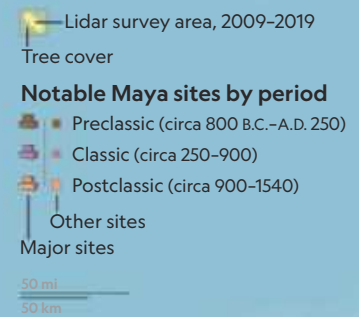 Lidar survey area, 2009-2019
Tree cover
Notable Maya sites by period
Preclassic (circa 800 B.C.-A.D. 250)
Classic (circa 250-900)
Postclassic (circa 900-1540)
Other sites
Major sites
50 mi
50 km